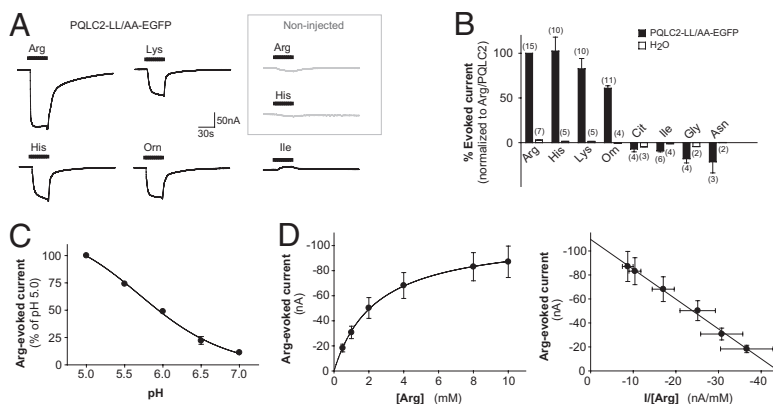 A
PQLC2-LL/AA-EGFP
Arg
Lys
50nA
30s
His
Orn
Ile
Non-injected
Arg
His
B
% Evoked current
(normalized to Arg/PQLC2)
PQLC2-LL/AA-EGFP
H2O
100
50
0
(15)
(10)
(10)
(11)
(7)
(5)
(5)
(4)
Arg
His
Lys
Orn
Cit
Ile
Gly
Asn
(4)
(3)
(6)
(4)
(4)
(2)
(3)
(2)
C
Arg-evoked current
(% of pH 5.0)
100
75
50
25
0
5.0 5.5 6.0 6.5 7.0
pH
D
Arg-evoked current
(nA)
-100
-80
-60
-40
-20
0 2 4 6 8 10
[Arg] (mM)
Arg-evoked current
(nA)
-100
-80
-60
-40
-20
0 -10 -20 -30 -40
I/[Arg] (nA/mM)